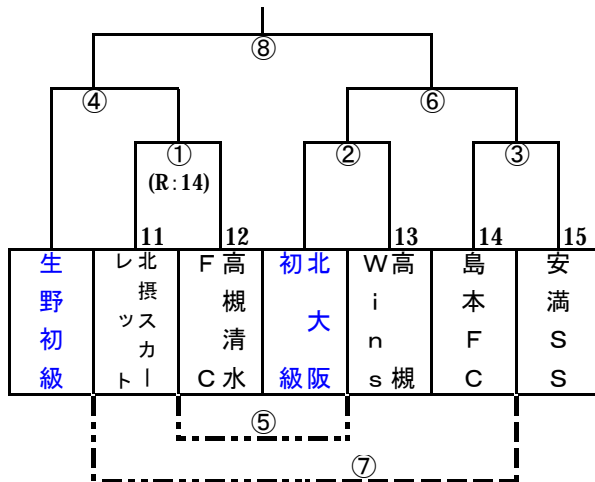 ⑧
④
⑥
①
②
③
(R:14)
11
12
13
14
15
生野初級
北摂スカーレット
高槻清水FC
北大阪初級
高槻Wins
島本FC
安満SS
⑤
⑦